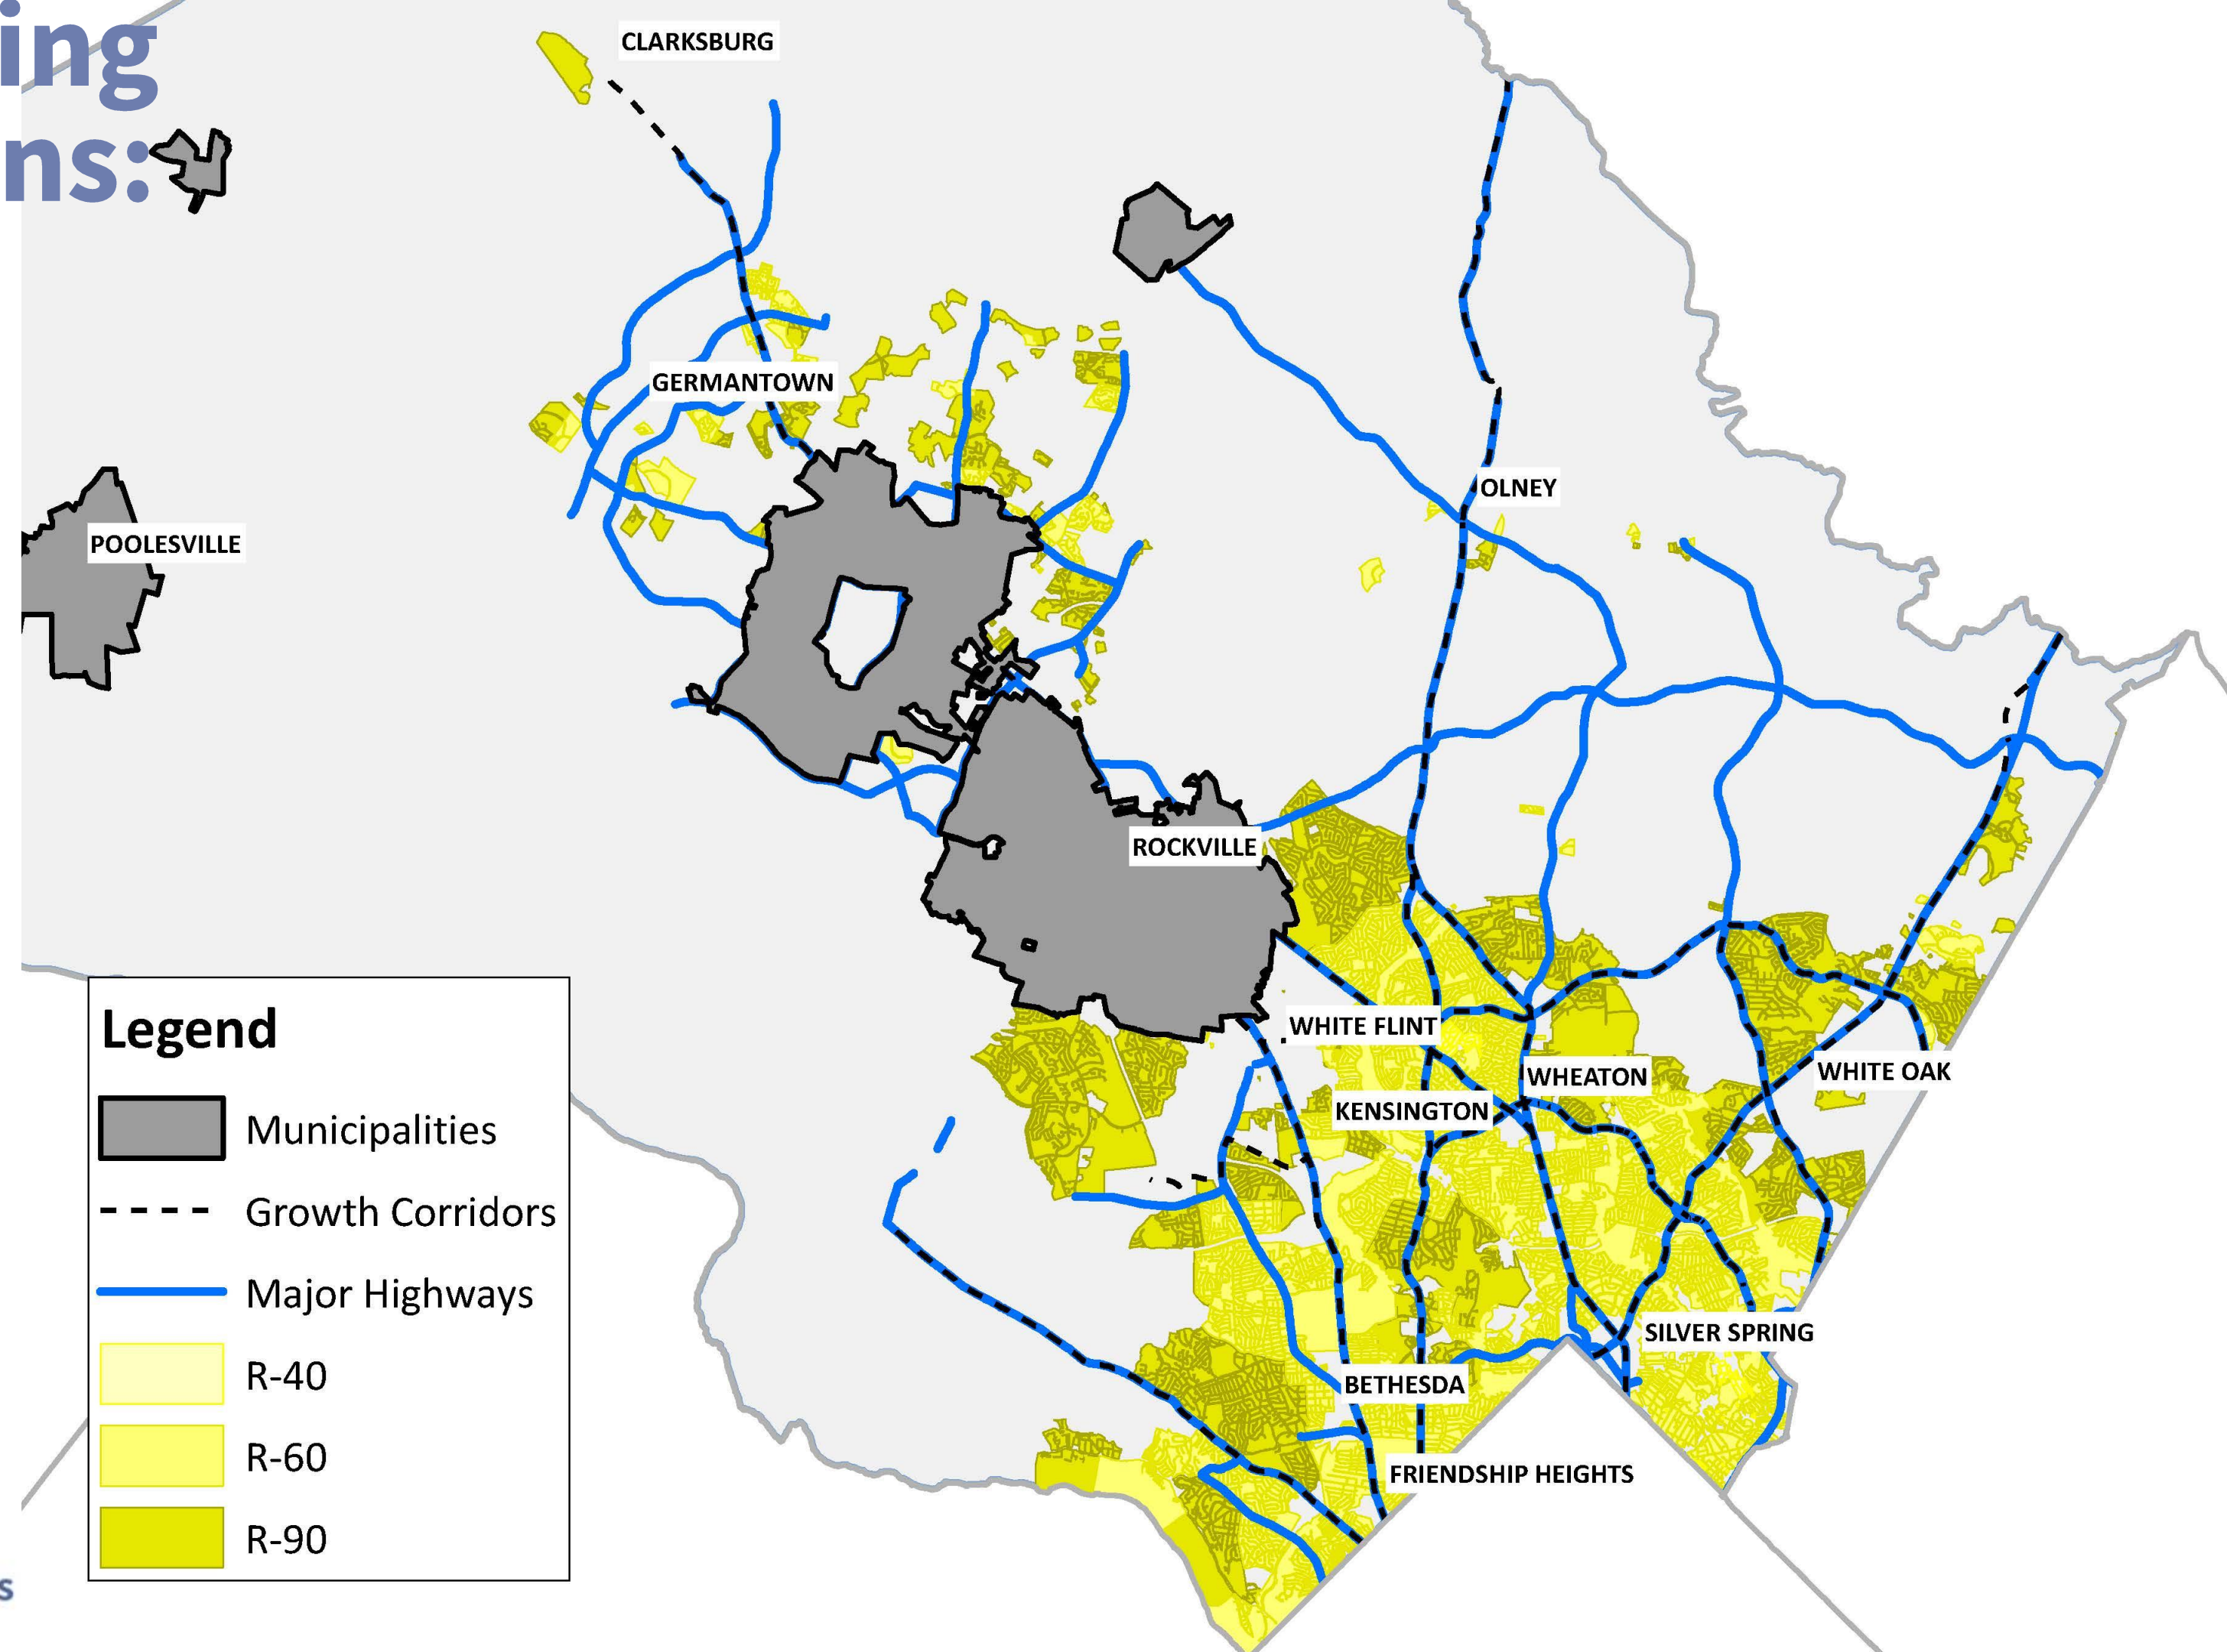 ing
ns:
CLARKSBURG
GERMANTOWN
OLNEY
POOLESVILLE
ROCKVILLE
WHITE FLINT
WHEATON
WHITE OAK
KENSINGTON
SILVER SPRING
BETHESDA
FRIENDSHIP HEIGHTS
Legend
Municipalities
Growth Corridors
Major Highways
R-40
R-60
R-90
s